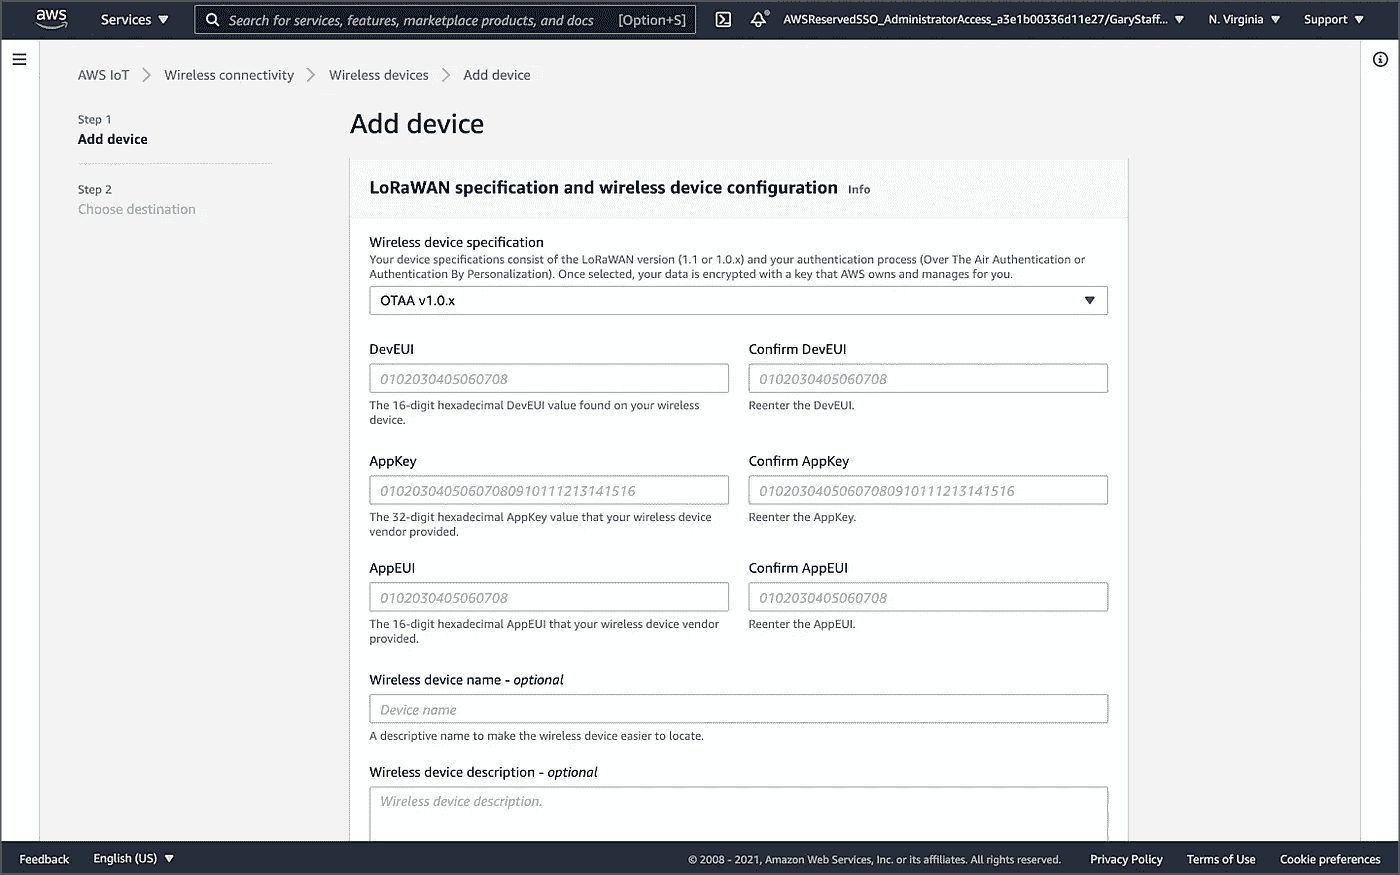 aws Services Search for services, features, marketplace products, and docs [Option+S] AWSReservedSSO_AdministratorAccess_a3e1b00336d11e27/GaryStaff... N. Virginia Support
AWS IoT Wireless connectivity Wireless devices Add device
Step 1
Add device
Step 2
Choose destination
Add device
LoRaWAN specification and wireless device configuration Info
Wireless device specification
Your device specifications consist of the LoRaWAN version (1.1 or 1.0.x) and your authentication process (Over The Air Authentication or
Authentication By Personalization). Once selected, your data is encrypted with a key that AWS owns and manages for you.
OTAA v1.0.x
DevEUI Confirm DevEUI
0102030405060708 0102030405060708
The 16-digit hexadecimal DevEUI value found on your wireless Reenter the DevEUI.
device.
AppKey Confirm AppKey
01020304050607080910111213141516 01020304050607080910111213141516
The 32-digit hexadecimal AppKey value that your wireless device Reenter the AppKey.
vendor provided.
AppEUI Confirm AppEUI
0102030405060708 0102030405060708
The 16-digit hexadecimal AppEUI that your wireless device vendor Reenter the AppEUI.
provided.
Wireless device name - optional
Device name
A descriptive name to make the wireless device easier to locate.
Wireless device description - optional
Wireless device description.
Feedback English (US) © 2008 - 2021, Amazon Web Services, Inc. or its affiliates. All rights reserved. Privacy Policy Terms of Use Cookie preferences